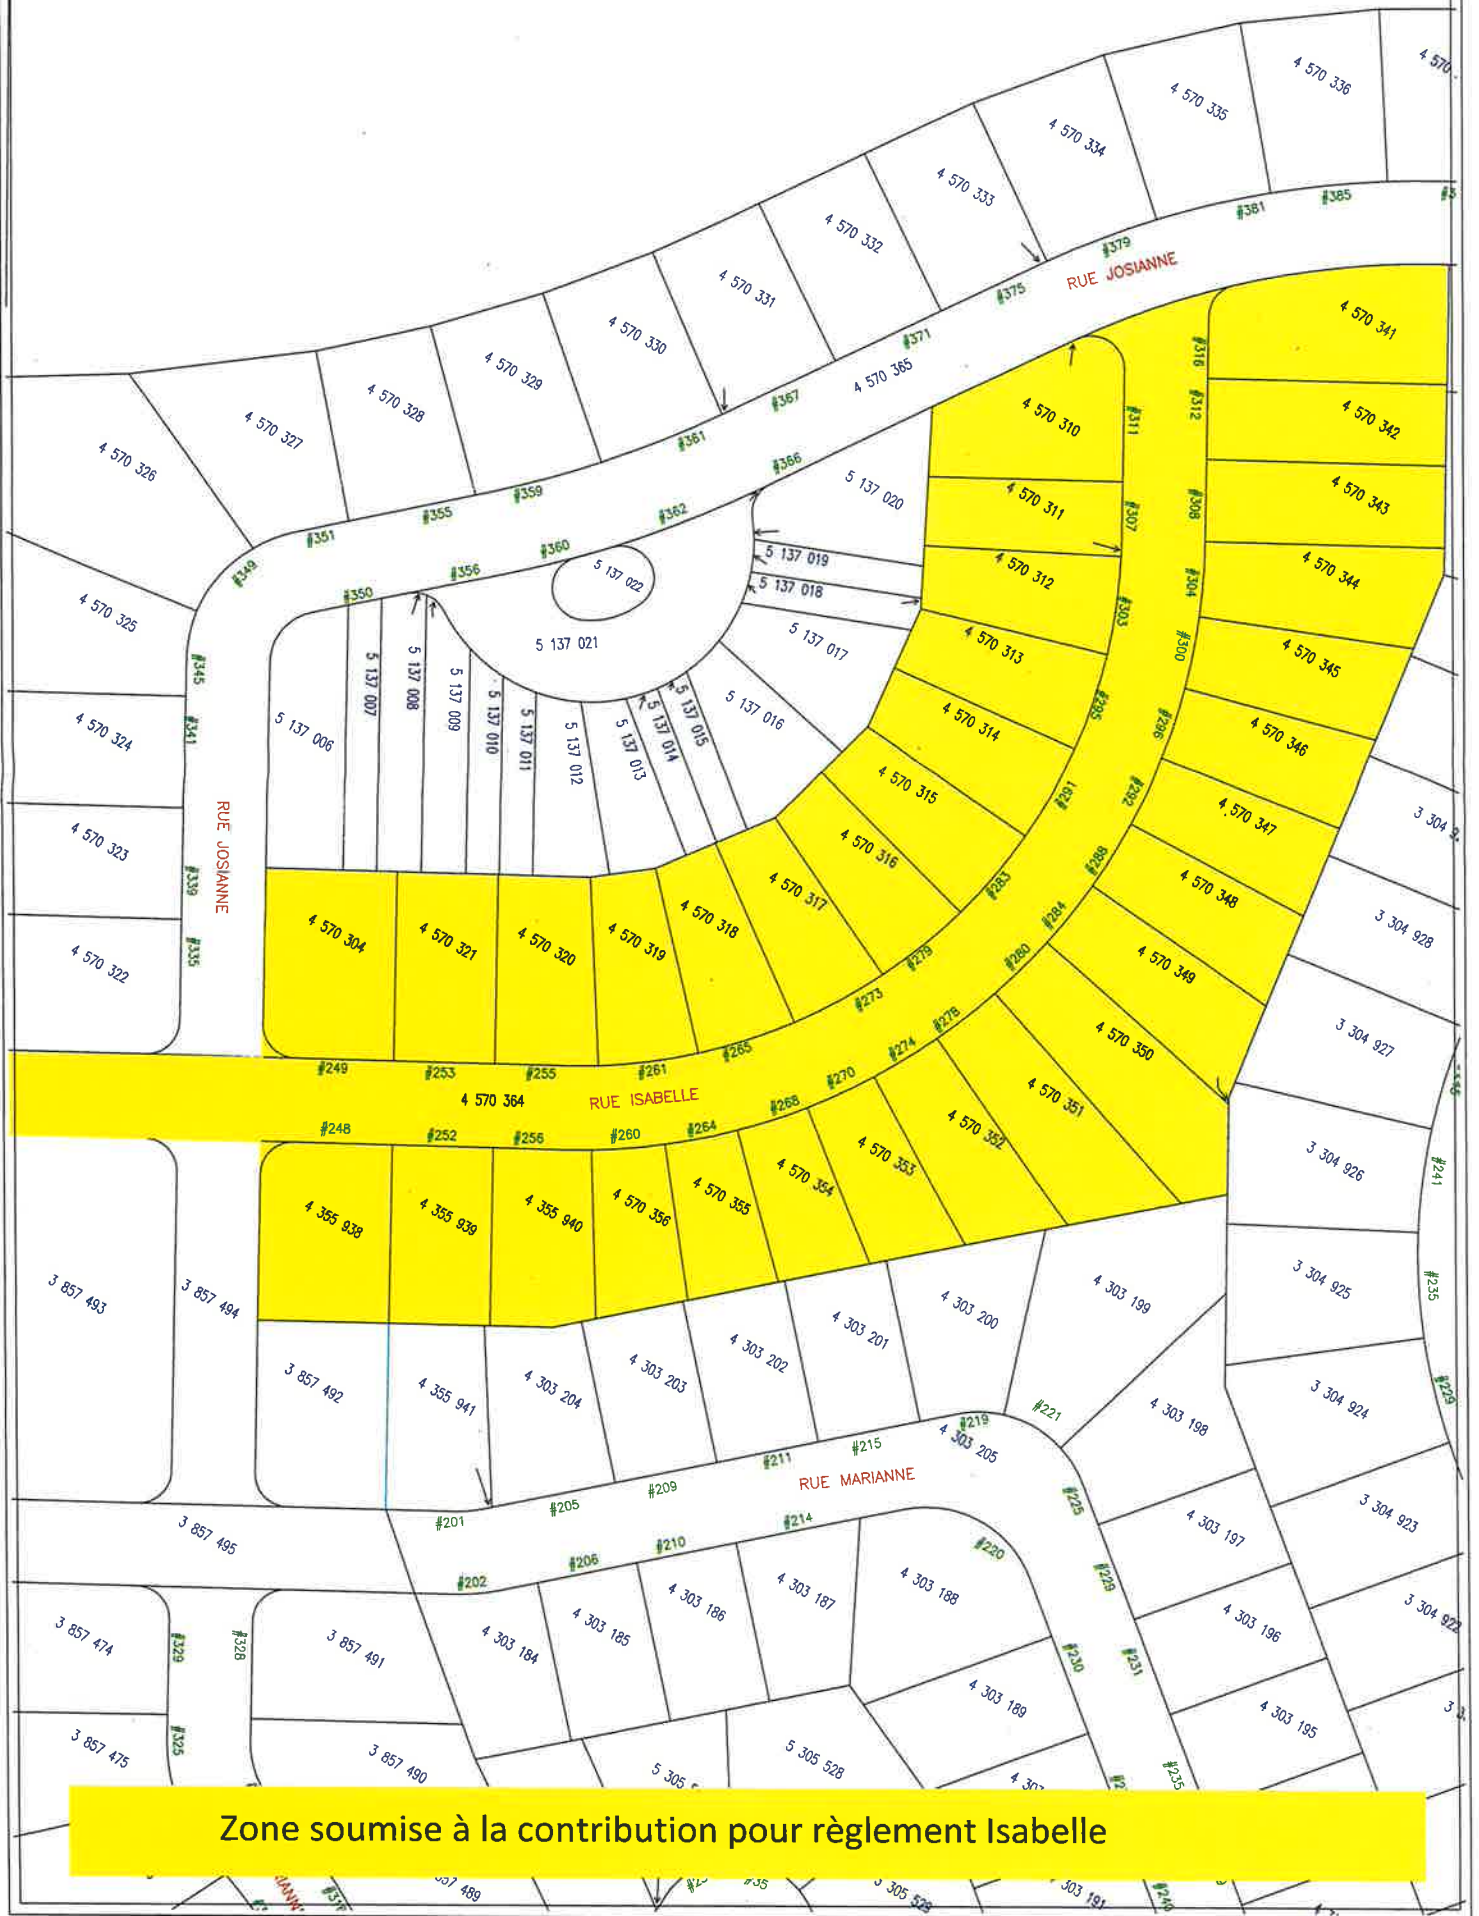 4 570 336
4 570 335
4 570 334
4 570 333
4 570 332
4 570 331
4 570 330
4 570 329
4 570 328
4 570 327
4 570 326
#385
#381
#379
RUE JOSIANNE
#375
#371
4 570 365
#367
#361
#366
#359
#355
#351
#349
#362
#360
#356
#350
4 570 341
#316
#312
4 570 342
4 570 310
#311
4 570 343
#308
4 570 311
#307
5 137 020
5 137 019
5 137 018
5 137 017
5 137 022
5 137 021
4 570 312
4 570 344
#304
#303
4 570 325
#345
4 570 313
#300
4 570 345
5 137 007
5 137 008
5 137 009
5 137 010
5 137 011
5 137 012
5 137 013
5 137 014
5 137 015
5 137 016
5 137 006
4 570 324
#341
4 570 314
#295
#296
4 570 346
4 570 315
#291
#292
4 570 347
RUE JOSIANNE
4 570 323
#339
4 570 316
#288
4 570 348
4 570 317
#283
#284
3 304 928
4 570 322
#335
4 570 304
4 570 321
4 570 320
4 570 319
4 570 318
#279
#280
4 570 349
#273
#278
4 570 350
3 304 927
#265
#274
#249
#253
#255
#261
#270
4 570 351
4 570 364
RUE ISABELLE
#268
4 570 352
#248
#252
#256
#260
#264
4 570 353
3 304 926
#241
4 355 938
4 355 939
4 355 940
4 570 356
4 570 355
4 570 354
3 857 493
3 857 494
4 303 199
3 304 925
#235
4 303 200
4 303 201
4 303 202
4 303 203
4 303 204
4 355 941
3 857 492
#229
3 304 924
#221
#219
4 303 205
4 303 198
#215
#211
RUE MARIANNE
#209
#205
#201
#225
3 304 923
4 303 197
3 857 495
#214
#210
#206
#202
#220
#229
4 303 188
4 303 187
4 303 186
4 303 185
4 303 184
3 304 922
4 303 196
3 857 474
#329
#328
3 857 491
#230
#231
4 303 189
4 303 195
3 857 475
#325
3 857 490
5 305 528
#235
Zone soumise à la contribution pour règlement Isabelle
5 305 529